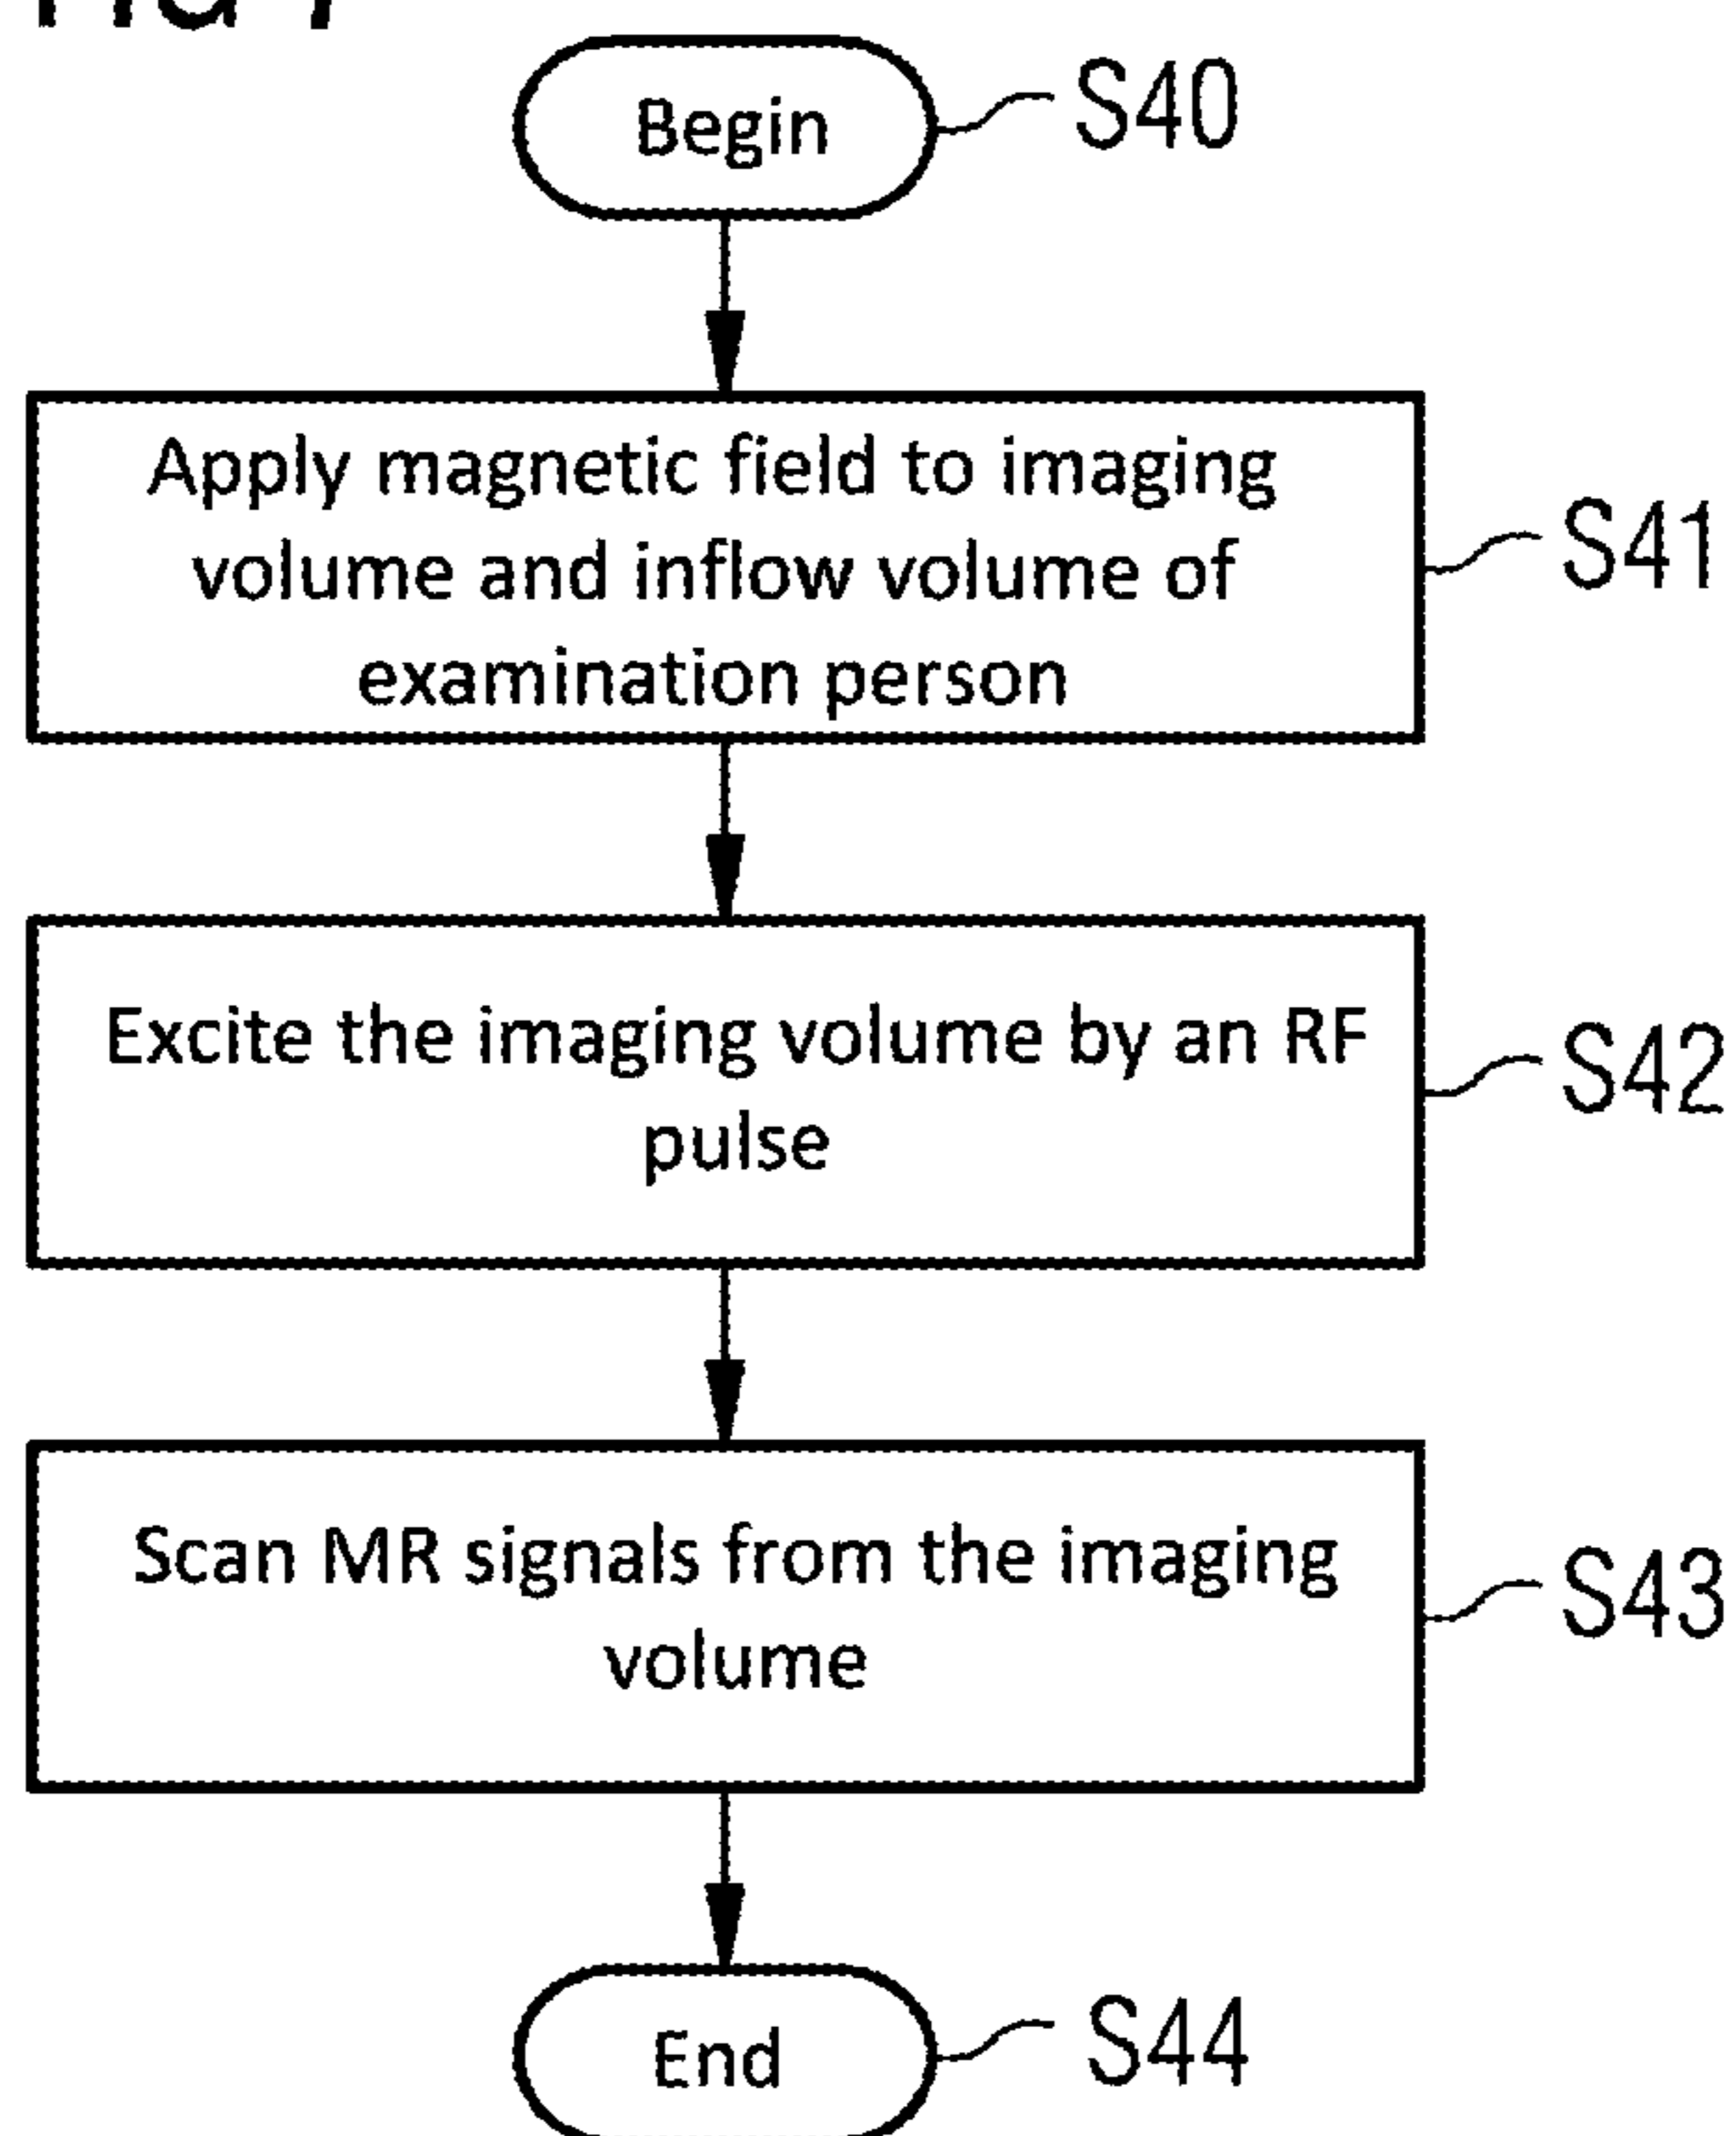 Begin
S40
Apply magnetic field to imaging
volume and inflow volume of
examination person
S41
Excite the imaging volume by an RF
pulse
S42
Scan MR signals from the imaging
volume
S43
End
S44